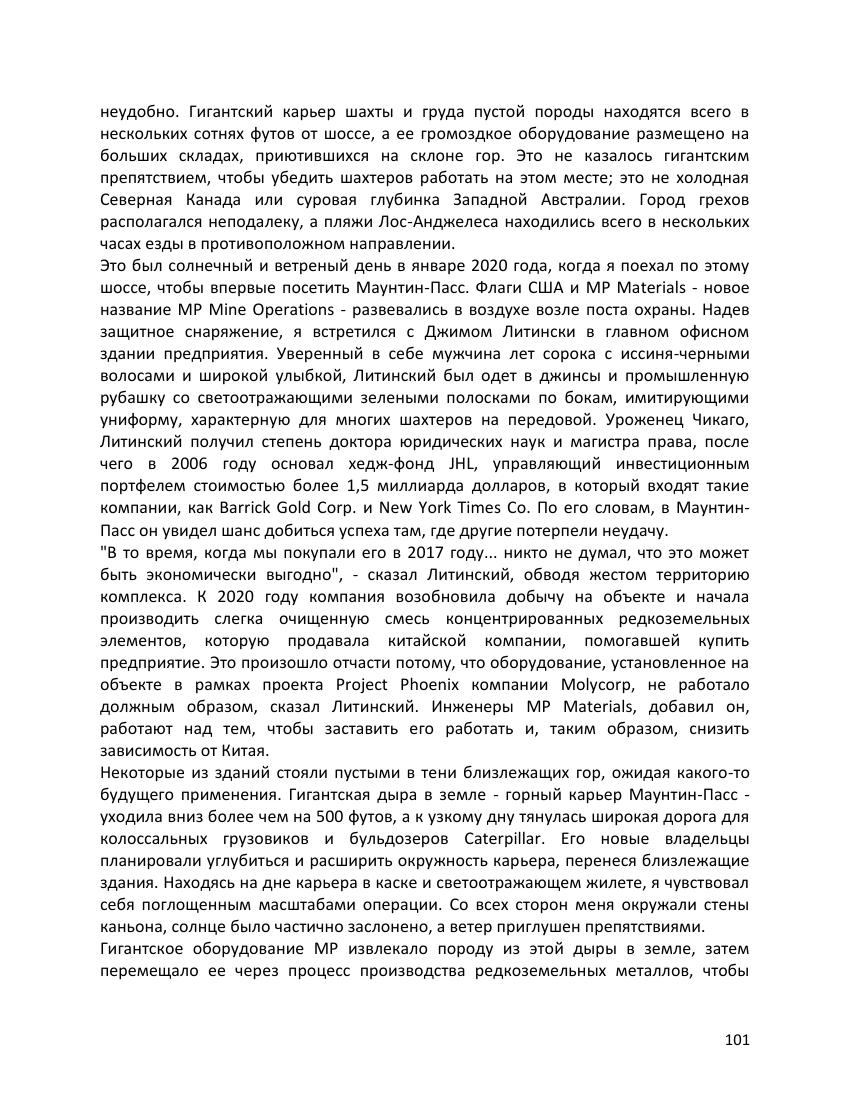 неудобно. Гигантский карьер шахты и груда пустой породы находятся всего в
нескольких сотнях футов от шоссе, а ее громоздкое оборудование размещено на
больших складах, приютившихся на склоне гор. Это не казалось гигантским
препятствием, чтобы убедить шахтеров работать на этом месте; это не холодная
Северная Канада или суровая глубинка Западной Австралии. Город грехов
располагался неподалеку, а пляжи Лос-Анджелеса находились всего в нескольких
часах езды в противоположном направлении.
Это был солнечный и ветреный день в январе 2020 года, когда я поехал по этому
шоссе, чтобы впервые посетить Маунтин-Пасс. Флаги США и MP Materials - новое
название MP Mine Operations - развевались в воздухе возле поста охраны. Надев
защитное снаряжение, я встретился с Джимом Литински в главном офисном
здании предприятия. Уверенный в себе мужчина лет сорока с иссиня-черными
волосами и широкой улыбкой, Литинский был одет в джинсы и промышленную
рубашку со светоотражающими зелеными полосками по бокам, имитирующими
униформу, характерную для многих шахтеров на передовой. Уроженец Чикаго,
Литинский получил степень доктора юридических наук и магистра права, после
чего в 2006 году основал хедж-фонд JHL, управляющий инвестиционным
портфелем стоимостью более 1,5 миллиарда долларов, в который входят такие
компании, как Barrick Gold Corp. и New York Times Co. По его словам, в Маунтин-
Пасс он увидел шанс добиться успеха там, где другие потерпели неудачу.
"В то время, когда мы покупали его в 2017 году... никто не думал, что это может
быть экономически выгодно", - сказал Литинский, обводя жестом территорию
комплекса. К 2020 году компания возобновила добычу на объекте и начала
производить слегка очищенную смесь концентрированных редкоземельных
элементов, которую продавала китайской компании, помогавшей купить
предприятие. Это произошло отчасти потому, что оборудование, установленное на
объекте в рамках проекта Project Phoenix компании Molycorp, не работало
должным образом, сказал Литинский. Инженеры MP Materials, добавил он,
работают над тем, чтобы заставить его работать и, таким образом, снизить
зависимость от Китая.
Некоторые из зданий стояли пустыми в тени близлежащих гор, ожидая какого-то
будущего применения. Гигантская дыра в земле - горный карьер Маунтин-Пасс -
уходила вниз более чем на 500 футов, а к узкому дну тянулась широкая дорога для
колоссальных грузовиков и бульдозеров Caterpillar. Его новые владельцы
планировали углубиться и расширить окружность карьера, перенеся близлежащие
здания. Находясь на дне карьера в каске и светоотражающем жилете, я чувствовал
себя поглощенным масштабами операции. Со всех сторон меня окружали стены
каньона, солнце было частично заслонено, а ветер приглушен препятствиями.
Гигантское оборудование MP извлекало породу из этой дыры в земле, затем
перемещало ее через процесс производства редкоземельных металлов, чтобы
101